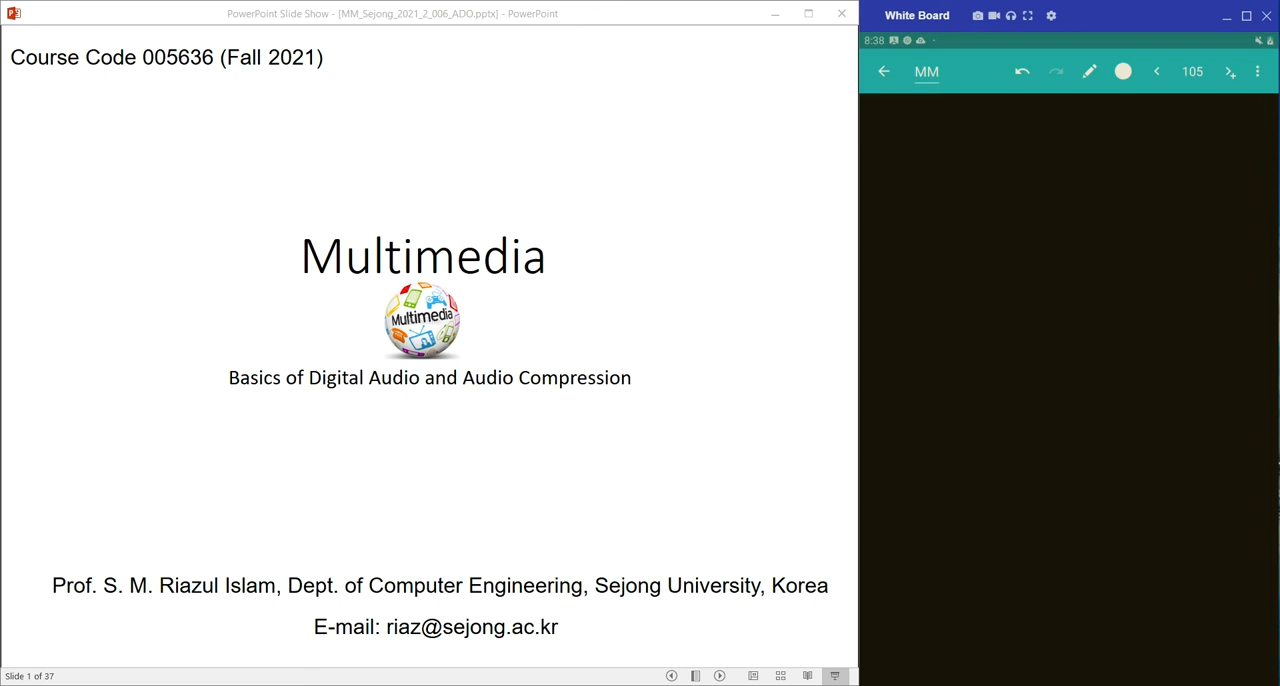 PowerPoint Slide Show - [MM_Sejong_2021_2_006_ADO.pptx] - PowerPoint
Course Code 005636 (Fall 2021)
Multimedia
Multimedia
Basics of Digital Audio and Audio Compression
Prof. S. M. Riazul Islam, Dept. of Computer Engineering, Sejong University, Korea
E-mail: riaz@sejong.ac.kr
Slide 1 of 37
White Board
8:38
MM
105